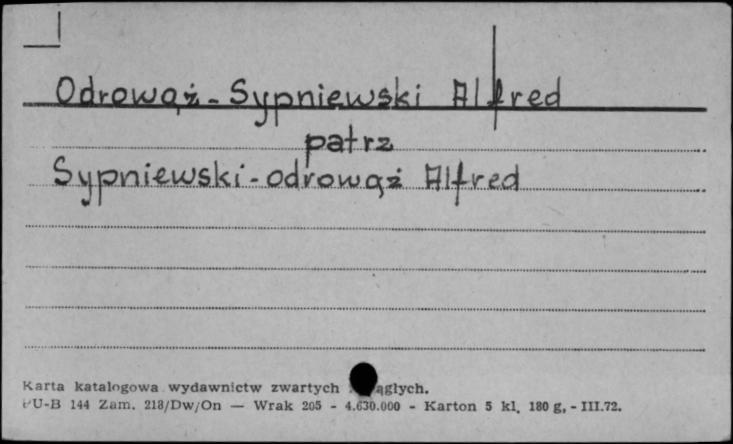 Odrowąż - Sypniewski Alfred
patrz
Sypniewski - odrowąż Alfred
Karta katalogowa wydawnictw zwartych
PU-B 144 Zam. 218/Dw/On — Wrak 205 - 4.630.000 - Karton 5 kl. 180 g, - III.72.